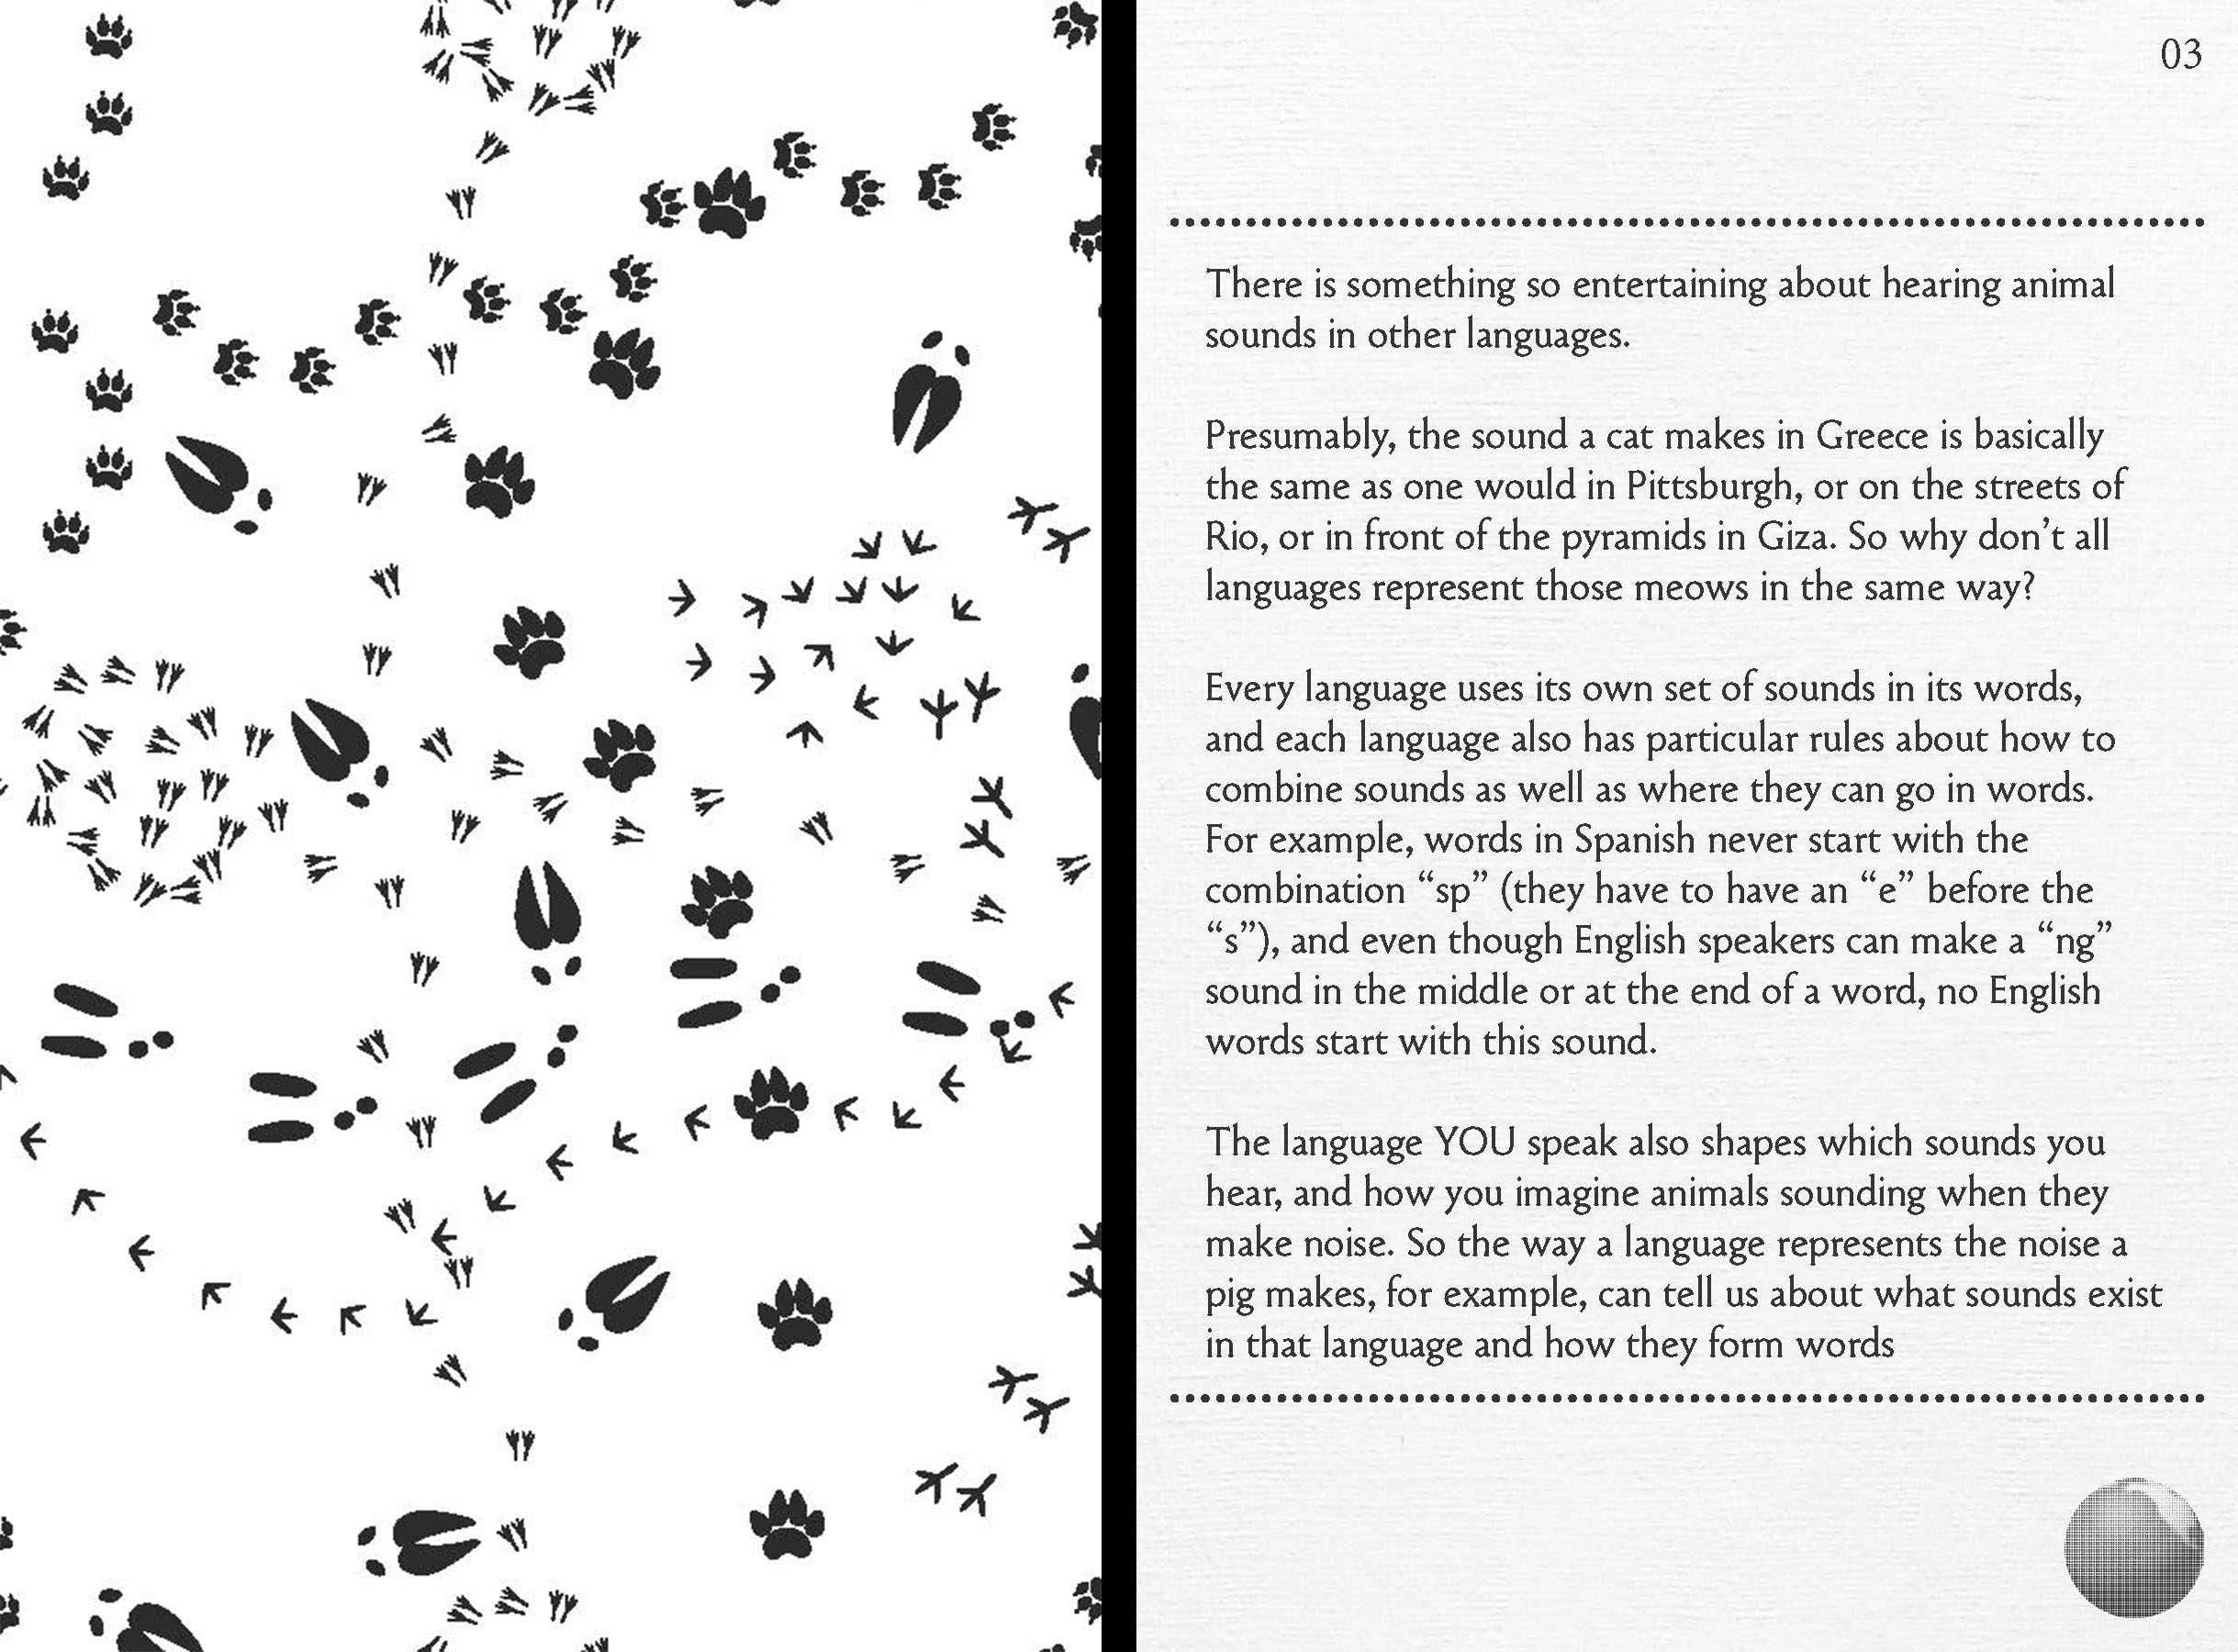 03
There is something so entertaining about hearing animal
sounds in other languages.
Presumably, the sound a cat makes in Greece is basically
the same as one would in Pittsburgh, or on the streets of
Rio, or in front of the pyramids in Giza. So why don’t all
languages represent those meows in the same way?
Every language uses its own set of sounds in its words,
and each language also has particular rules about how to
combine sounds as well as where they can go in words.
For example, words in Spanish never start with the
combination “sp” (they have to have an “e” before the
“s”), and even though English speakers can make a “ng”
sound in the middle or at the end of a word, no English
words start with this sound.
The language YOU speak also shapes which sounds you
hear, and how you imagine animals sounding when they
make noise. So the way a language represents the noise a
pig makes, for example, can tell us about what sounds exist
in that language and how they form words